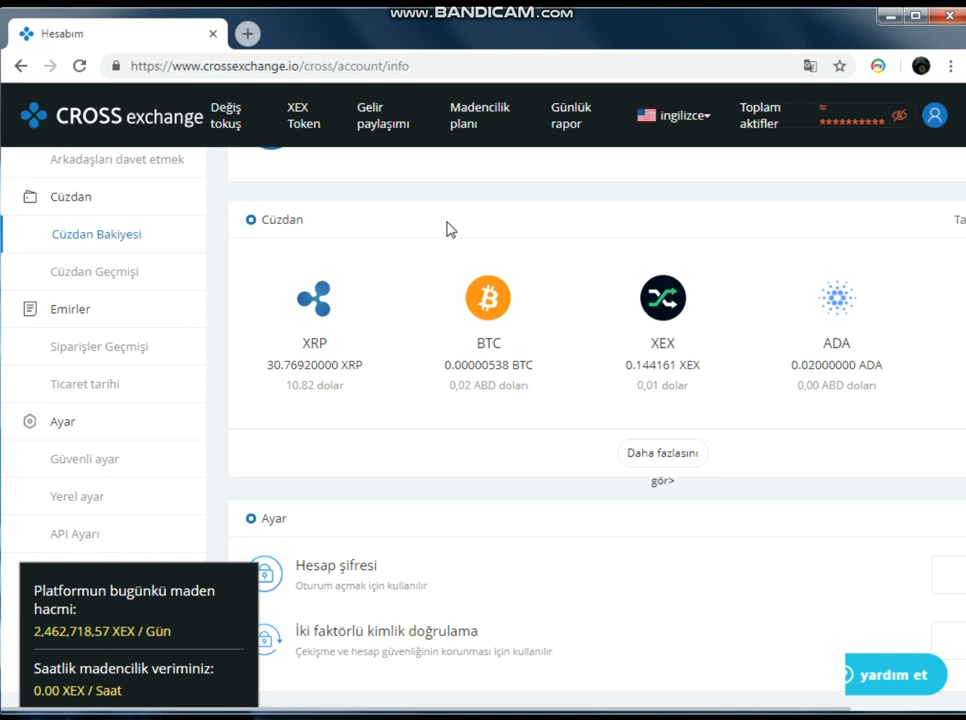 www.BANDICAM.com
Hesabım
https://www.crossexchange.io/cross/account/info
CROSS exchange
Değiş tokuş
XEX Token
Gelir paylaşımı
Madencilik planı
Günlük rapor
ingilizce
Toplam aktifler
≈ **********
Arkadaşları davet etmek
Cüzdan
Cüzdan Bakiyesi
Cüzdan Geçmişi
Emirler
Siparişler Geçmişi
Ticaret tarihi
Ayar
Güvenli ayar
Yerel ayar
API Ayarı
Platformun bugünkü maden
hacmi:
2,462,718,57 XEX / Gün
Saatlik madencilik veriminiz:
0.00 XEX / Saat
Cüzdan
Ta
XRP
30.76920000 XRP
10.82 dolar
BTC
0.00000538 BTC
0,02 ABD doları
XEX
0.144161 XEX
0,01 dolar
ADA
0.02000000 ADA
0,00 ABD doları
Daha fazlasını
gör>
Ayar
Hesap şifresi
Oturum açmak için kullanılır
İki faktörlü kimlik doğrulama
Çekişme ve hesap güvenliğinin korunması için kullanılır
yardım et